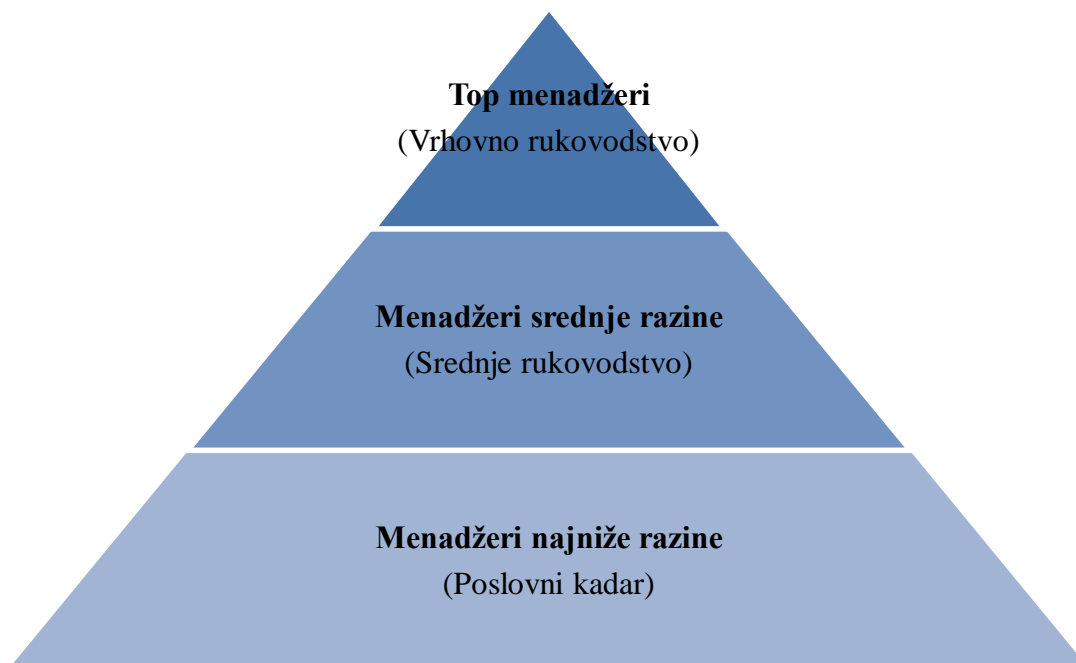 Top menadžeri
(Vrhovno rukovodstvo)
Menadžeri srednje razine
(Srednje rukovodstvo)
Menadžeri najniže razine
(Poslovni kadar)